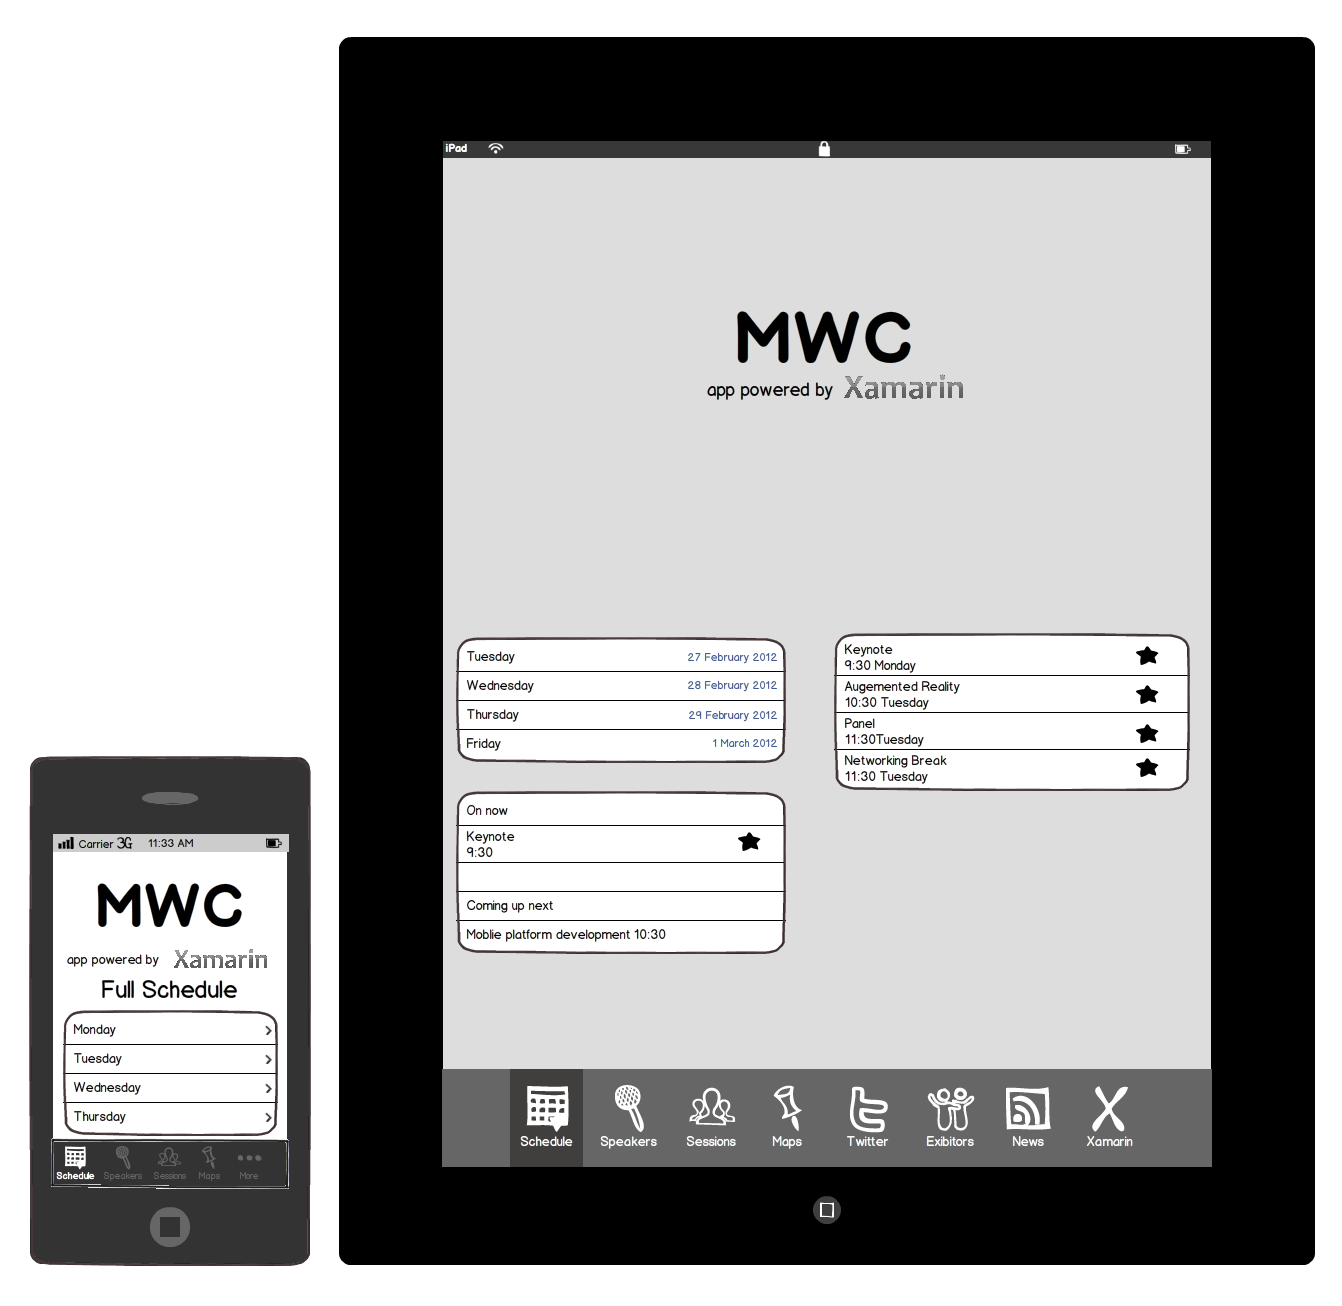 iPad
MWC
app powered by Xamarin
Tuesday 27 February 2012
Wednesday 28 February 2012
Thursday 29 February 2012
Friday 1 March 2012
On now
Keynote
9:30
Coming up next
Moblie platform development 10:30
Keynote
9:30 Monday
Augemented Reality
10:30 Tuesday
Panel
11:30Tuesday
Networking Break
11:30 Tuesday
Schedule Speakers Sessions Maps Twitter Exibitors News Xamarin
Carrier 3G 11:33 AM
MWC
app powered by Xamarin
Full Schedule
Monday
Tuesday
Wednesday
Thursday
Schedule Speakers Sessions Maps More